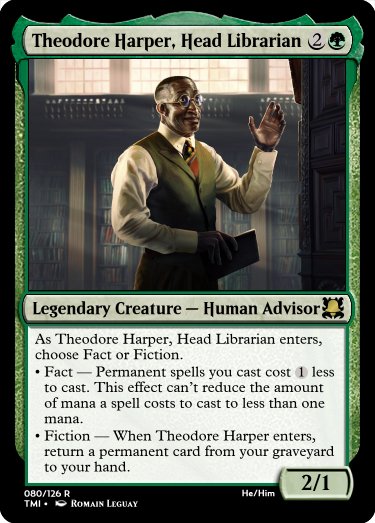 Theodore Harper, Head Librarian 2
Legendary Creature — Human Advisor
As Theodore Harper, Head Librarian enters,
choose Fact or Fiction.
• Fact — Permanent spells you cast cost 1 less
to cast. This effect can't reduce the amount
of mana a spell costs to cast to less than one
mana.
• Fiction — When Theodore Harper enters,
return a permanent card from your graveyard
to your hand.
2/1
080/126 R
He/Him
TMI • Romain Leguay